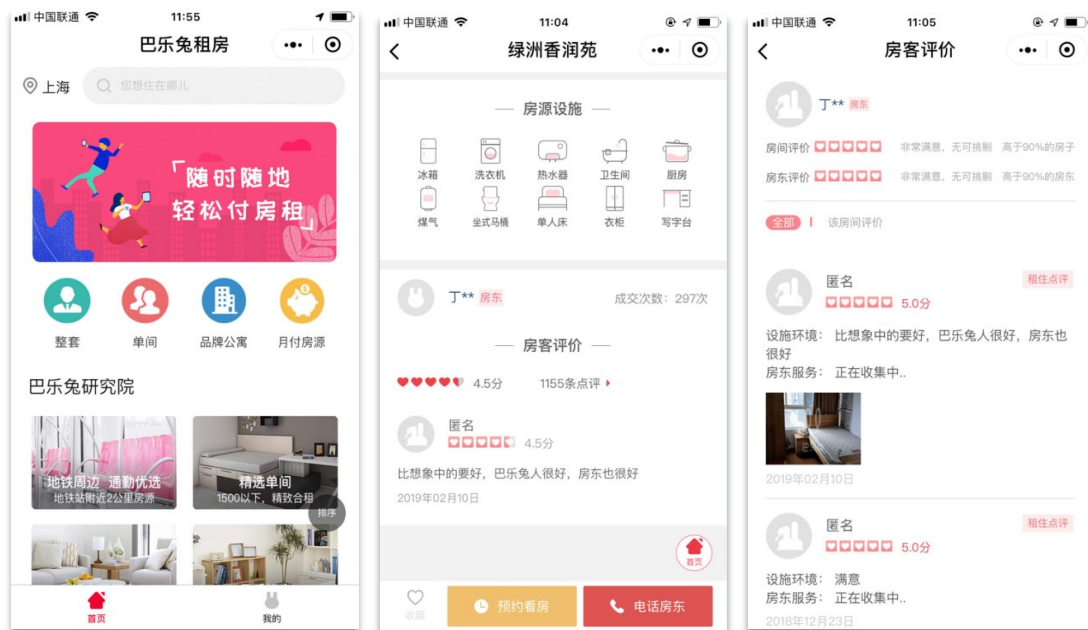 中国联通
11:55
巴乐兔租房
上海
您想住在哪儿
「随时随地
轻松付房租」
整套
单间
品牌公寓
月付房源
巴乐兔研究院
地铁周边 通勤优选
地铁站附近2公里房源
精选单间
1500以下，精致合租
排序
首页
我的
中国联通
11:04
绿洲香润苑
房源设施
冰箱
洗衣机
热水器
卫生间
厨房
煤气
坐式马桶
单人床
衣柜
写字台
丁** 房东
成交次数：297次
房客评价
4.5分
1155条点评
匿名
4.5分
比想象中的要好，巴乐兔人很好，房东也很好
2019年02月10日
首页
收藏
预约看房
电话房东
中国联通
11:05
房客评价
丁** 房东
房间评价 非常满意，无可挑剔 高于90%的房子
房东评价 非常满意，无可挑剔 高于90%的房东
全部
该房间评价
匿名
租住点评
5.0分
设施环境： 比想象中的要好，巴乐兔人很好，房东也
很好
房东服务： 正在收集中..
2019年02月10日
匿名
租住点评
5.0分
设施环境： 满意
房东服务： 正在收集中..
2018年12月23日